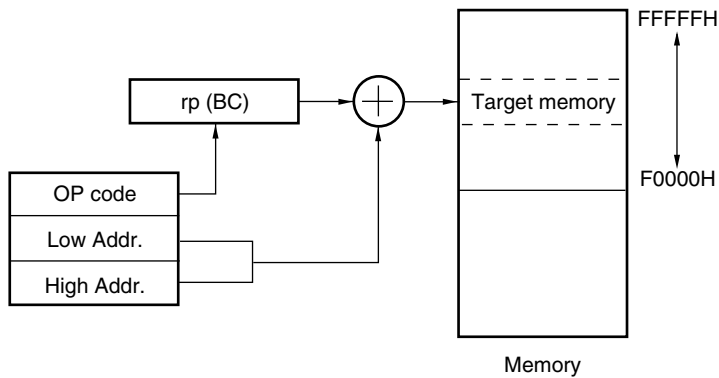 FFFFFH
rp (BC)
Target memory
F0000H
OP code
Low Addr.
High Addr.
Memory